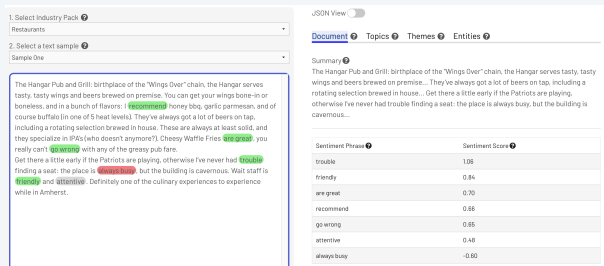 1. Select Industry Pack
Restaurants
2. Select a text sample
Sample One
The Hangar Pub and Grill: birthplace of the "Wings Over" chain, the Hangar serves
tasty, tasty wings and beers brewed on premise. You can get your wings bone-in or
boneless, and in a bunch of flavors: I recommend honey bbq, garlic parmesan, and of
course buffalo (in one of 5 heat levels). They've always got a lot of beers on tap,
including a rotating selection brewed in house. These are always at least solid, and
they specialize in IPA's (who doesn't anymore?). Cheesy Waffle Fries are great, you
really can't go wrong with any of the greasy pub fare.
Get there a little early if the Patriots are playing, otherwise I've never had trouble
finding a seat: the place is always busy, but the building is cavernous. Wait staff is
friendly and attentive. Definitely one of the culinary experiences to experience
while in Amherst.
JSON View
Document Topics Themes Entities
Summary
The Hangar Pub and Grill: birthplace of the "Wings Over" chain, the Hangar serves tasty, tasty
wings and beers brewed on premise... They've always got a lot of beers on tap, including a
rotating selection brewed in house... Get there a little early if the Patriots are playing,
otherwise I've never had trouble finding a seat: the place is always busy, but the building is
cavernous...
Sentiment Phrase Sentiment Score
trouble 1.06
friendly 0.84
are great 0.70
recommend 0.66
go wrong 0.65
attentive 0.48
always busy -0.60